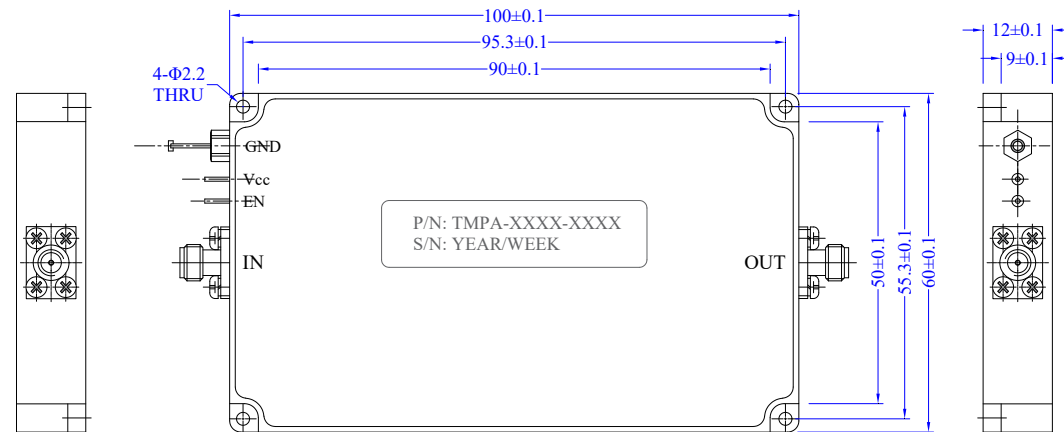 100±0.1
95.3±0.1
90±0.1
12±0.1
9±0.1
4-Φ2.2
THRU
GND
Vcc
EN
IN
P/N: TMPA-XXXX-XXXX
S/N: YEAR/WEEK
OUT
50±0.1
55.3±0.1
60±0.1